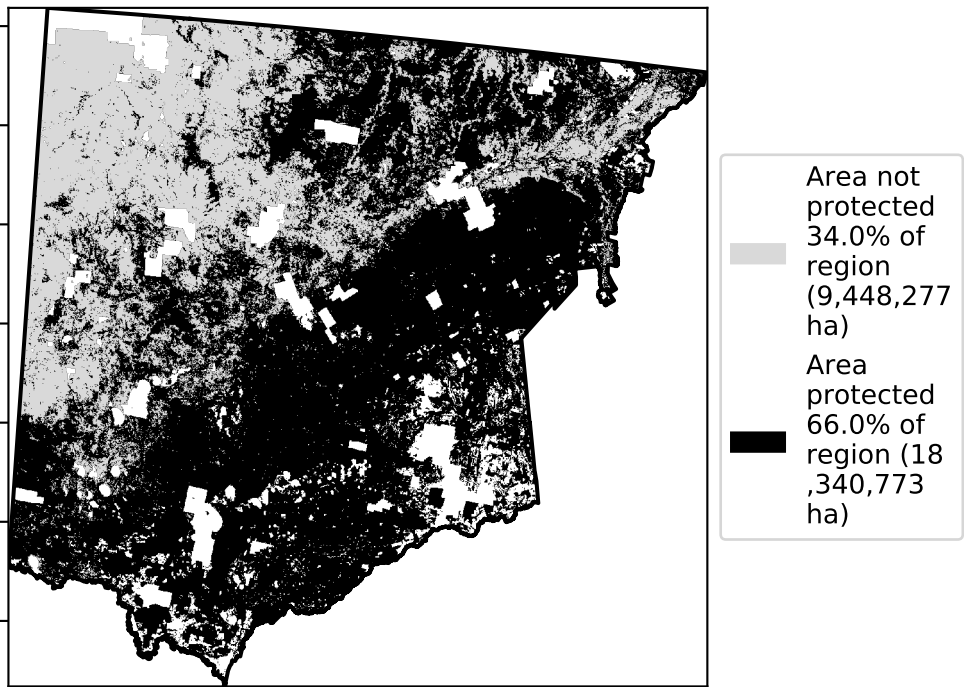 Area not
protected
34.0% of
region
(9,448,277
ha)
Area
protected
66.0% of
region (18
,340,773
ha)